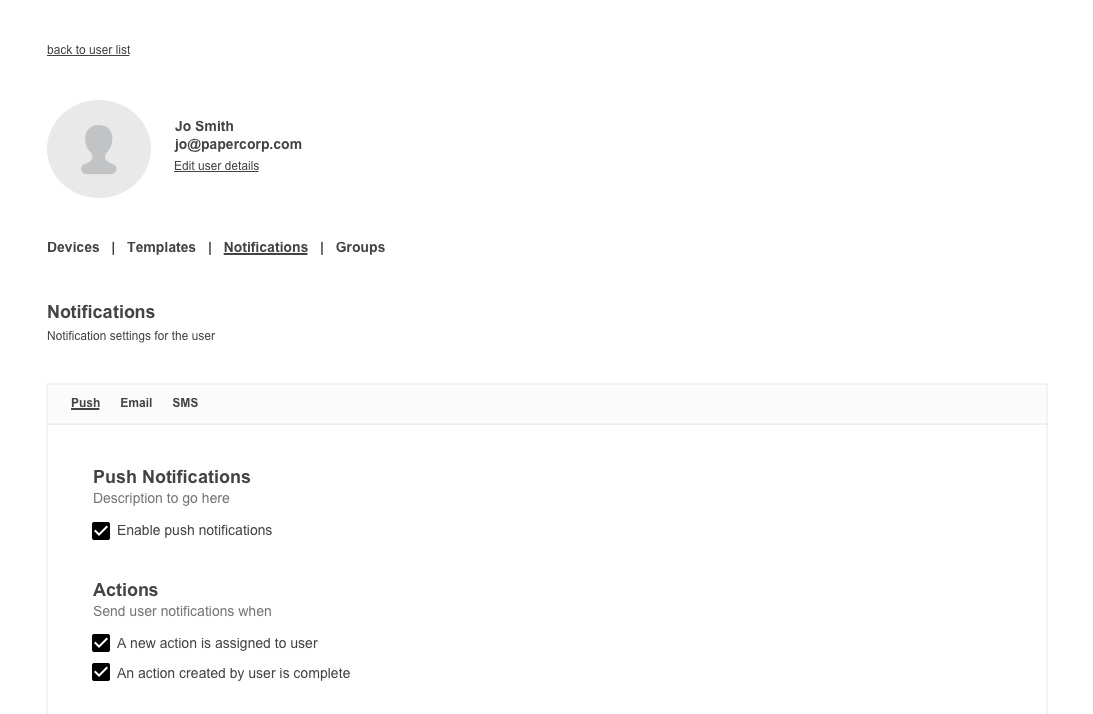 back to user list
Jo Smith
jo@papercorp.com
Edit user details
Devices | Templates | Notifications | Groups
Notifications
Notification settings for the user
Push Email SMS
Push Notifications
Description to go here
Enable push notifications
Actions
Send user notifications when
A new action is assigned to user
An action created by user is complete